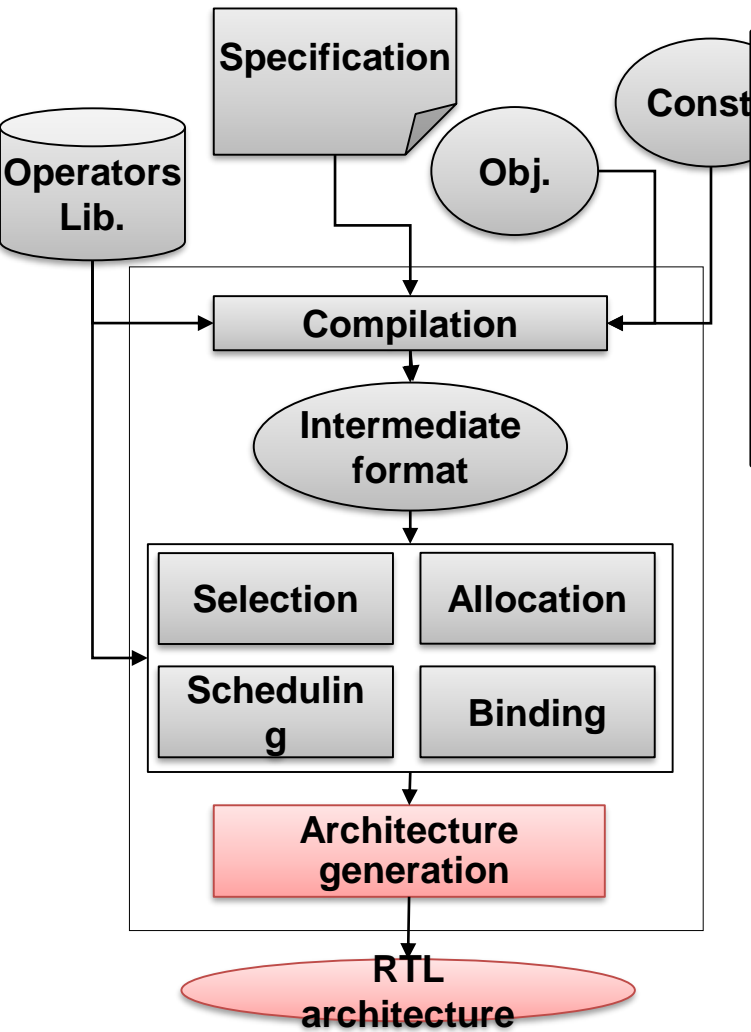 Specification
Const
Obj.
Operators
Lib.
Compilation
Intermediate
format
Selection
Allocation
Schedulin
g
Binding
Architecture
generation
RTL
architecture